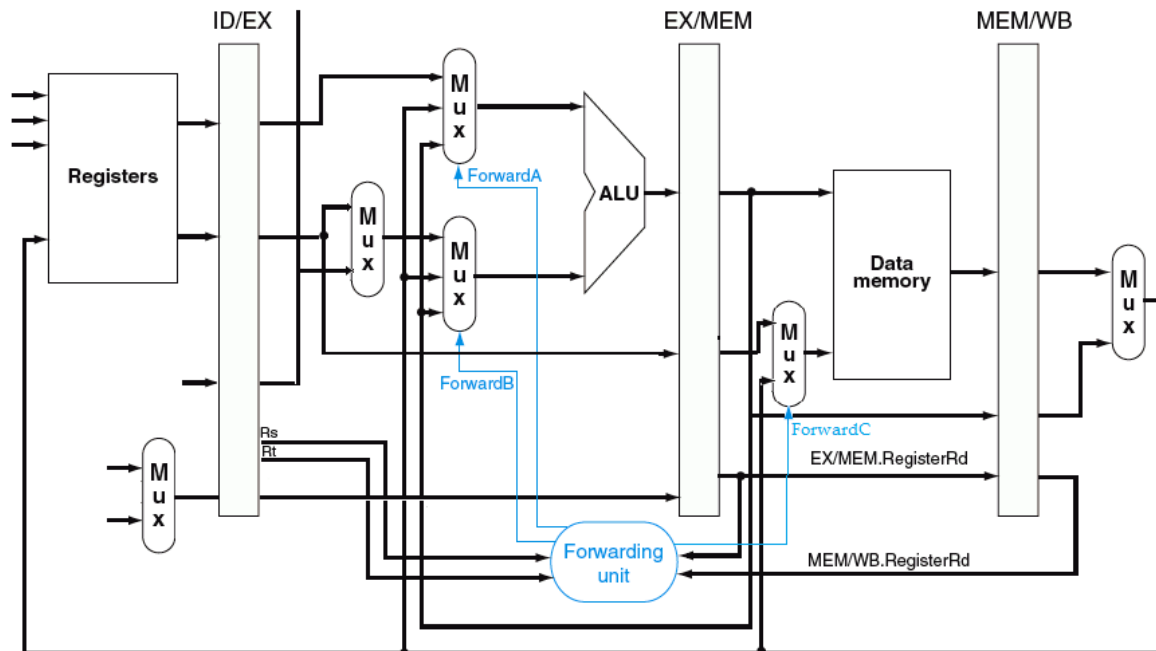 ID/EX
EX/MEM
MEM/WB
M
u
x
ForwardA
Registers
ALU
M
u
x
M
u
x
Data
memory
M
u
x
M
u
x
ForwardB
ForwardC
Rs
Rt
EX/MEM.RegisterRd
M
u
x
Forwarding
unit
MEM/WB.RegisterRd